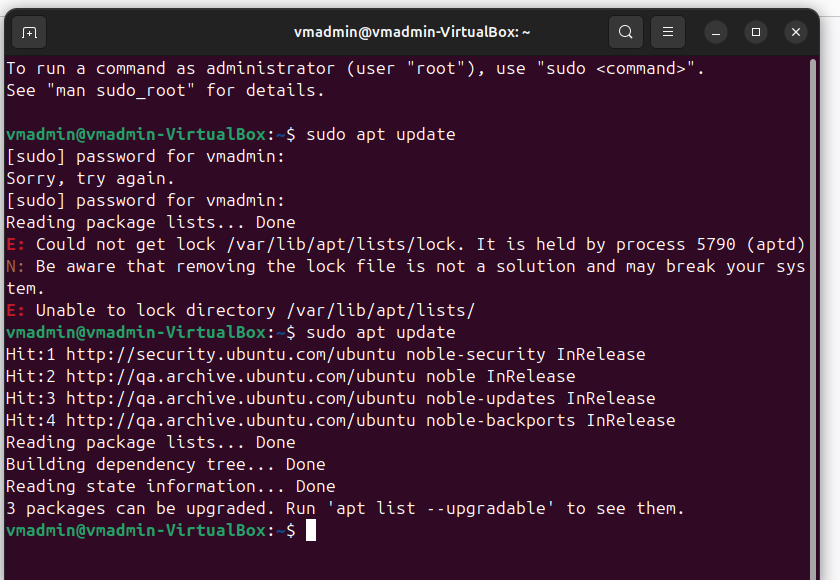 vmadmin@vmadmin-VirtualBox: ~
To run a command as administrator (user "root"), use "sudo <command>".
See "man sudo_root" for details.
vmadmin@vmadmin-VirtualBox:~$ sudo apt update
[sudo] password for vmadmin:
Sorry, try again.
[sudo] password for vmadmin:
Reading package lists... Done
E: Could not get lock /var/lib/apt/lists/lock. It is held by process 5790 (aptd)
N: Be aware that removing the lock file is not a solution and may break your sys
tem.
E: Unable to lock directory /var/lib/apt/lists/
vmadmin@vmadmin-VirtualBox:~$ sudo apt update
Hit:1 http://security.ubuntu.com/ubuntu noble-security InRelease
Hit:2 http://qa.archive.ubuntu.com/ubuntu noble InRelease
Hit:3 http://qa.archive.ubuntu.com/ubuntu noble-updates InRelease
Hit:4 http://qa.archive.ubuntu.com/ubuntu noble-backports InRelease
Reading package lists... Done
Building dependency tree... Done
Reading state information... Done
3 packages can be upgraded. Run 'apt list --upgradable' to see them.
vmadmin@vmadmin-VirtualBox:~$